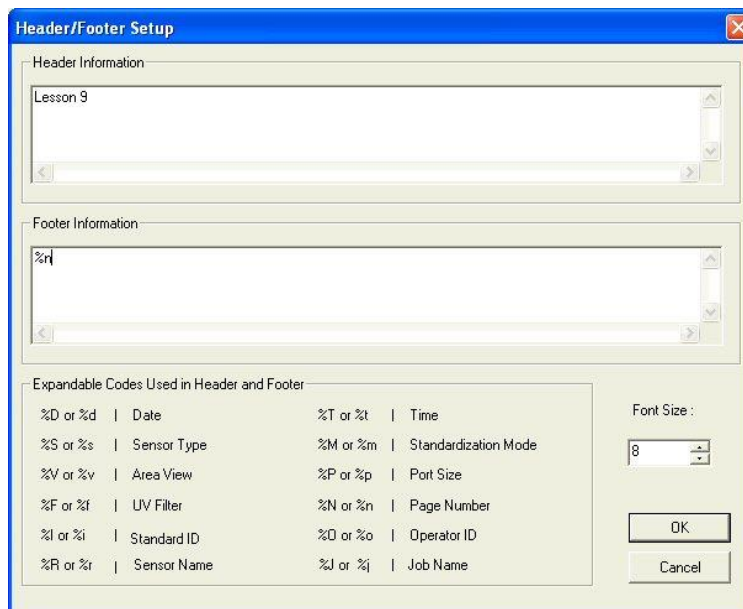 Header/Footer Setup
Header Information
Lesson 9
Footer Information
%n
Expandable Codes Used in Header and Footer
%D or %d | Date %T or %t | Time
%S or %s | Sensor Type %M or %m | Standardization Mode
%V or %v | Area View %P or %p | Port Size
%F or %f | UV Filter %N or %n | Page Number
%I or %i | Standard ID %O or %o | Operator ID
%R or %r | Sensor Name %J or %j | Job Name
Font Size :
8
OK
Cancel